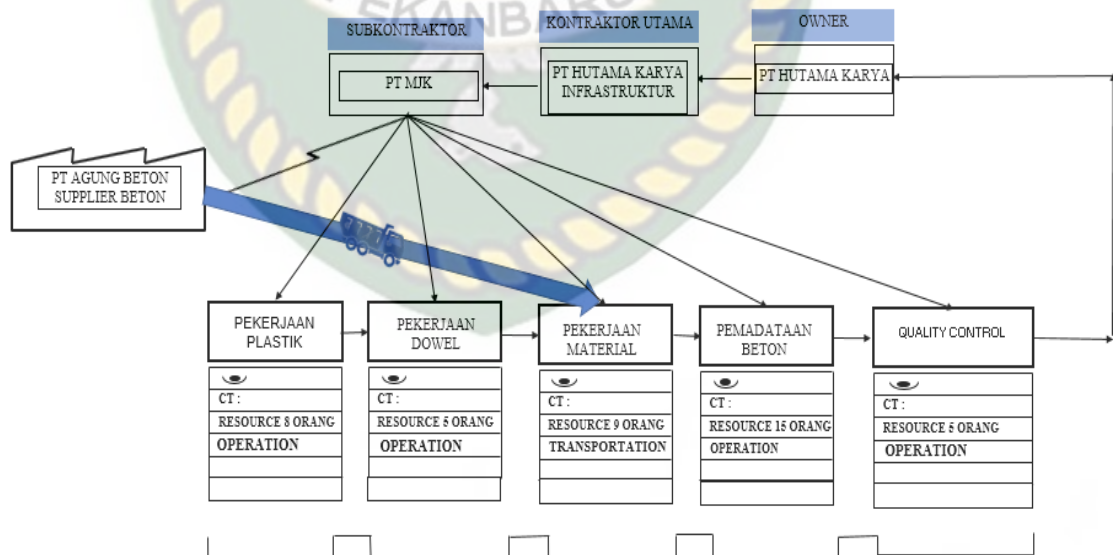 PEKANBARU
SUBKONTRAKTOR
KONTRAKTOR UTAMA
OWNER
PT MJK
PT HUTAMA KARYA
INFRASTRUKTUR
PT HUTAMA KARYA
PT AGUNG BETON
SUPPLIER BETON
PEKERJAAN
PLASTIK
PEKERJAAN
DOWEL
PEKERJAAN
MATERIAL
PEMADATAAN
BETON
QUALITY CONTROL
CT :
RESOURCE 8 ORANG
OPERATION
CT :
RESOURCE 5 ORANG
OPERATION
CT :
RESOURCE 9 ORANG
TRANSPORTATION
CT :
RESOURCE 15 ORANG
OPERATION
CT :
RESOURCE 5 ORANG
OPERATION